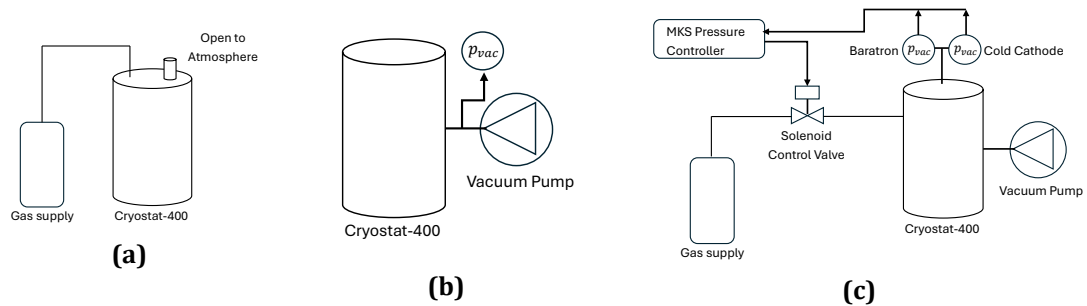 Open to
Atmosphere
Gas supply
Cryostat-400
(a)
p_vac
Vacuum Pump
Cryostat-400
(b)
MKS Pressure
Controller
Baratron
p_vac
p_vac
Cold Cathode
Solenoid
Control Valve
Vacuum Pump
Cryostat-400
Gas supply
(c)